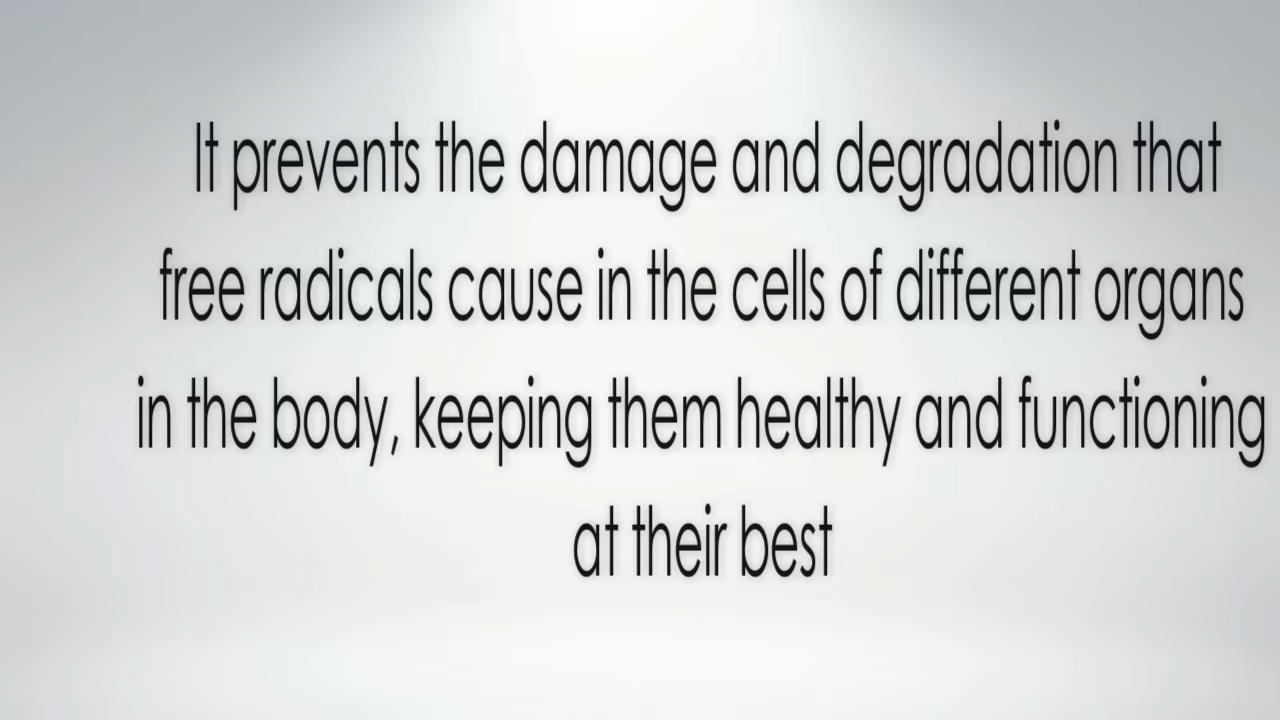 It prevents the damage and degradation that
free radicals cause in the cells of different organs
in the body, keeping them healthy and functioning
at their best